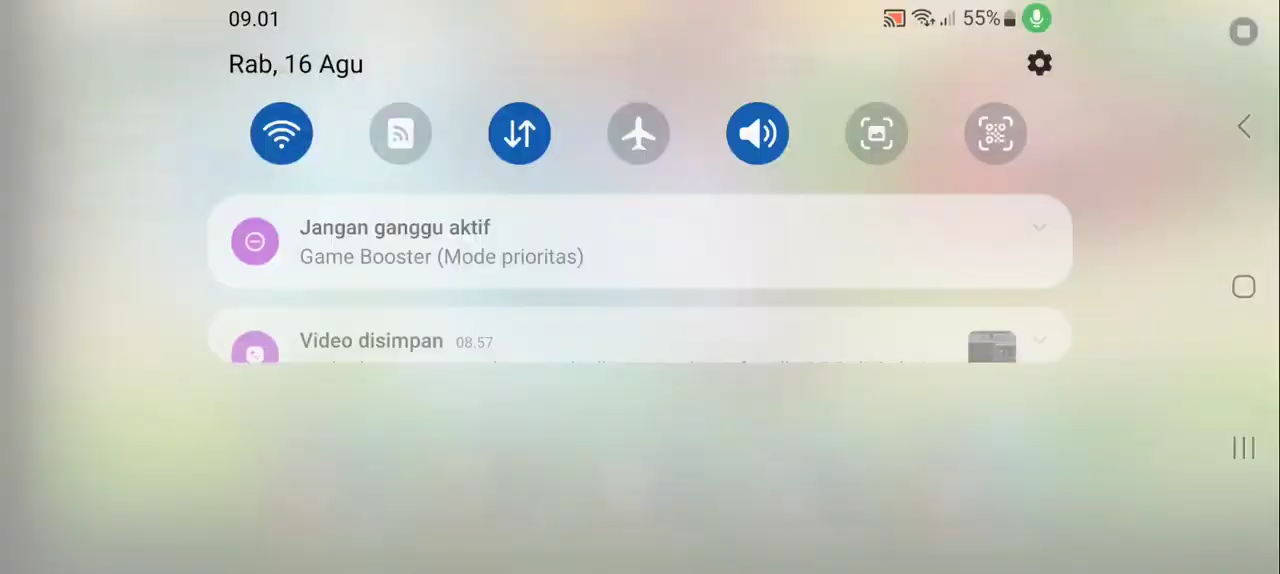 09.01
55%
Rab, 16 Agu
Jangan ganggu aktif
Game Booster (Mode prioritas)
Video disimpan 08.57